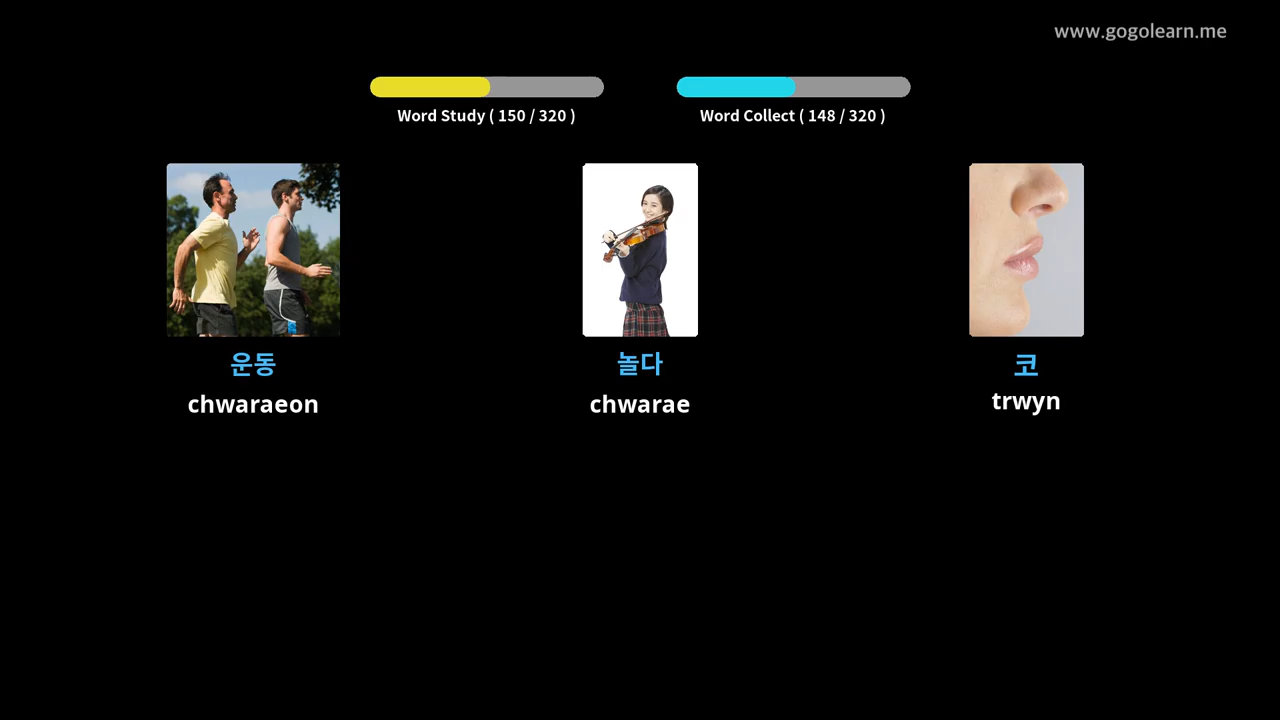 www.gogolearn.me
Word Study ( 150 / 320 )
Word Collect ( 148 / 320 )
운동
chwaraeon
놀다
chwarae
코
trwyn